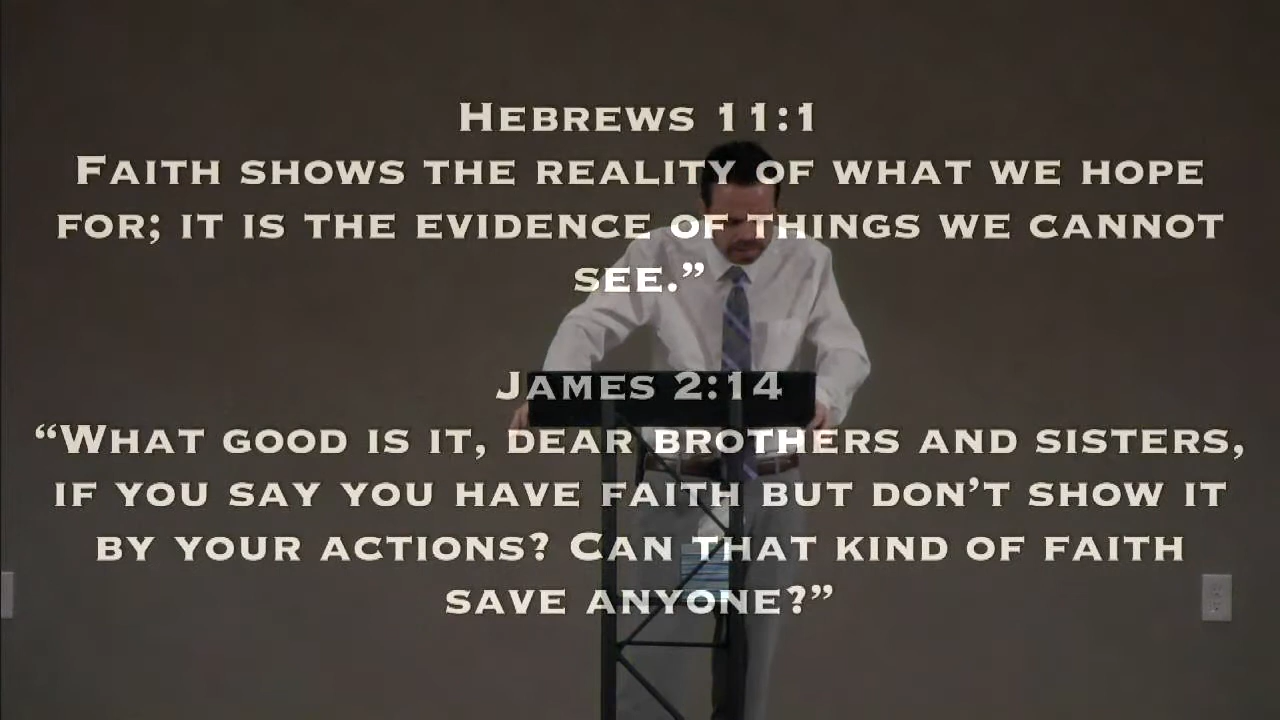 Hebrews 11:1
Faith shows the reality of what we hope
for; it is the evidence of things we cannot
see.”
James 2:14
“What good is it, dear brothers and sisters,
if you say you have faith but don’t show it
by your actions? Can that kind of faith
save anyone?”